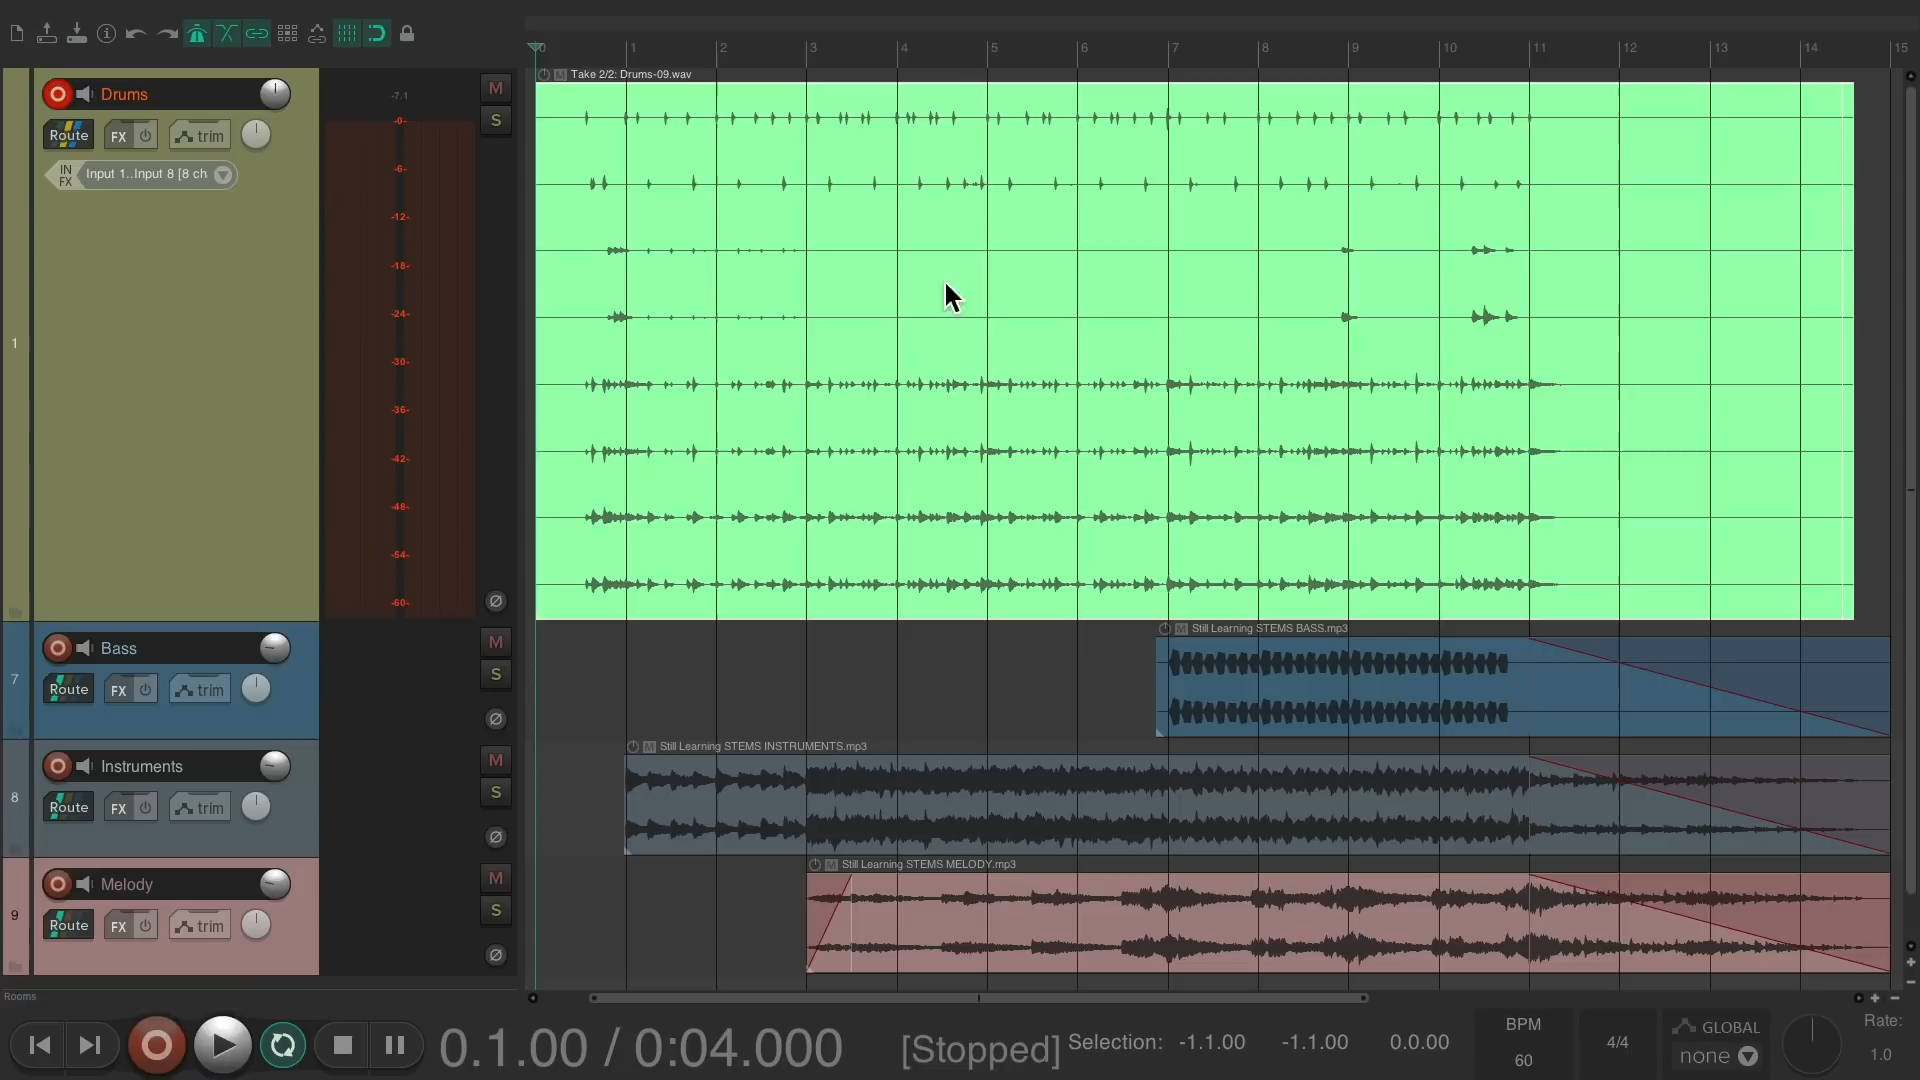 0 1 2 3 4 5 6 7 8 9 10 11 12 13 14 15
Take 2/2: Drums-09.wav
1
Drums
Route FX trim
IN FX Input 1..Input 8 [8 ch
-7.1
-0-
-6-
-12-
-18-
-24-
-30-
-36-
-42-
-48-
-54-
-60-
M
S
7
Bass
Route FX trim
M
S
M Still Learning STEMS BASS.mp3
8
Instruments
Route FX trim
M
S
M Still Learning STEMS INSTRUMENTS.mp3
9
Melody
Route FX trim
M
S
M Still Learning STEMS MELODY.mp3
Rooms
0.1.00 / 0:04.000
[Stopped]
Selection: -1.1.00 -1.1.00 0.0.00
BPM
60
4/4
GLOBAL
none
Rate:
1.0